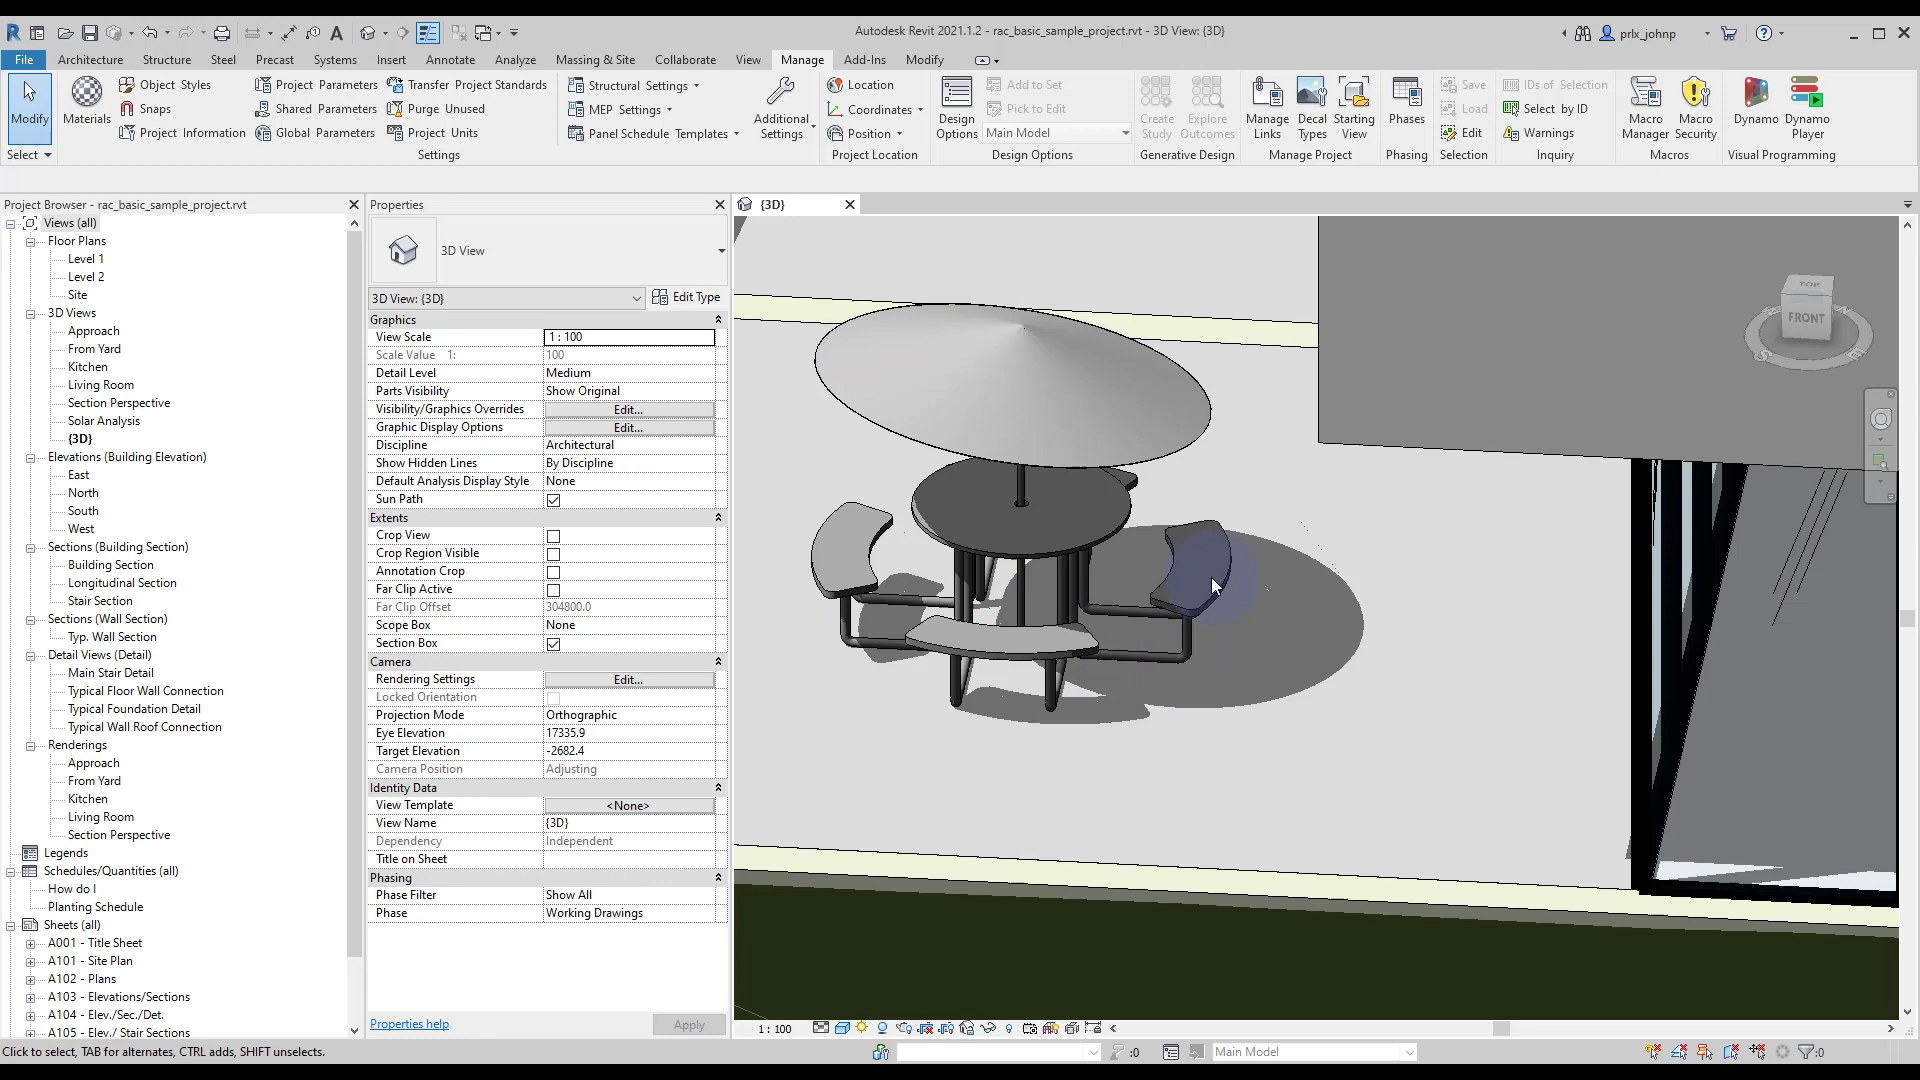 Autodesk Revit 2021.1.2 - rac_basic_sample_project.rvt - 3D View: {3D}
prlx_johnp
File Architecture Structure Steel Precast Systems Insert Annotate Analyze Massing & Site Collaborate View Manage Add-Ins Modify
Modify
Select
Materials
Object Styles
Snaps
Project Information
Project Parameters
Shared Parameters
Global Parameters
Transfer Project Standards
Purge Unused
Project Units
Settings
Structural Settings
MEP Settings
Panel Schedule Templates
Additional
Settings
Location
Coordinates
Position
Project Location
Design
Options
Add to Set
Pick to Edit
Main Model
Design Options
Create
Study
Explore
Outcomes
Generative Design
Manage
Links
Decal
Types
Starting
View
Manage Project
Phases
Phasing
Save
Load
Edit
Selection
IDs of Selection
Select by ID
Warnings
Inquiry
Macro
Manager
Macro
Security
Macros
Dynamo
Dynamo
Player
Visual Programming
Project Browser - rac_basic_sample_project.rvt
Views (all)
Floor Plans
Level 1
Level 2
Site
3D Views
Approach
From Yard
Kitchen
Living Room
Section Perspective
Solar Analysis
{3D}
Elevations (Building Elevation)
East
North
South
West
Sections (Building Section)
Building Section
Longitudinal Section
Stair Section
Sections (Wall Section)
Typ. Wall Section
Detail Views (Detail)
Main Stair Detail
Typical Floor Wall Connection
Typical Foundation Detail
Typical Wall Roof Connection
Renderings
Approach
From Yard
Kitchen
Living Room
Section Perspective
Legends
Schedules/Quantities (all)
How do I
Planting Schedule
Sheets (all)
A001 - Title Sheet
A101 - Site Plan
A102 - Plans
A103 - Elevations/Sections
A104 - Elev./Sec./Det.
A105 - Elev./ Stair Sections
Properties
3D View
3D View: {3D} Edit Type
Graphics
View Scale 1 : 100
Scale Value 1: 100
Detail Level Medium
Parts Visibility Show Original
Visibility/Graphics Overrides Edit...
Graphic Display Options Edit...
Discipline Architectural
Show Hidden Lines By Discipline
Default Analysis Display Style None
Sun Path
Extents
Crop View
Crop Region Visible
Annotation Crop
Far Clip Active
Far Clip Offset 304800.0
Scope Box None
Section Box
Camera
Rendering Settings Edit...
Locked Orientation
Projection Mode Orthographic
Eye Elevation 17335.9
Target Elevation -2682.4
Camera Position Adjusting
Identity Data
View Template <None>
View Name {3D}
Dependency Independent
Title on Sheet
Phasing
Phase Filter Show All
Phase Working Drawings
Properties help Apply
{3D}
TOP
FRONT
S
E
1 : 100
Click to select, TAB for alternates, CTRL adds, SHIFT unselects.
:0
Main Model
:0